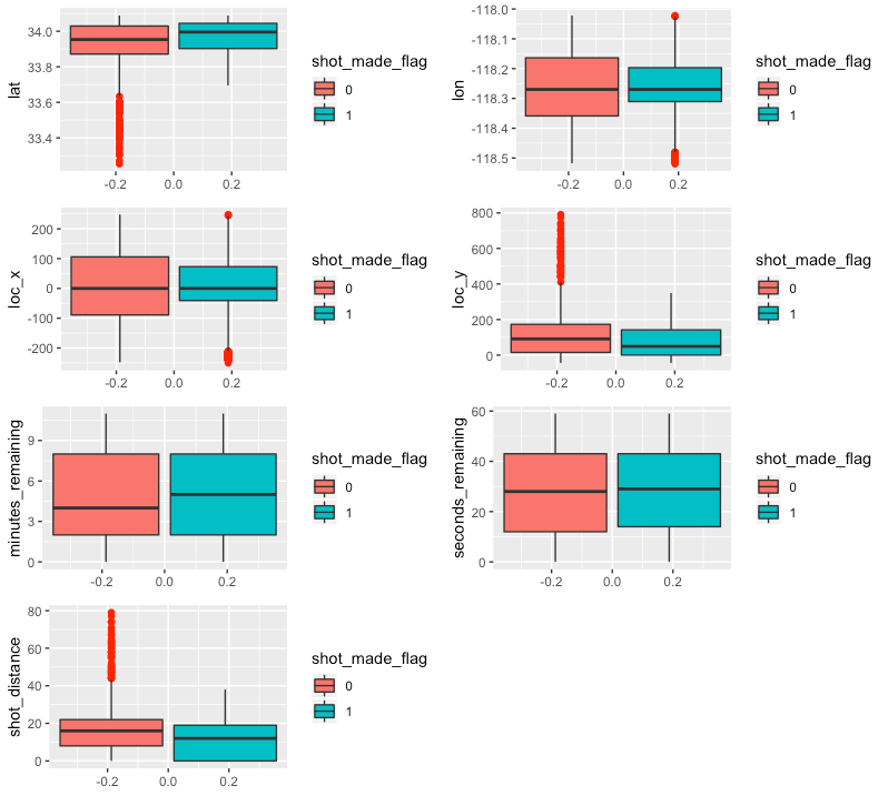 lat
34.0
33.8
33.6
33.4
-0.2 0.0 0.2
shot_made_flag
0
1
lon
-118.0
-118.1
-118.2
-118.3
-118.4
-118.5
-0.2 0.0 0.2
shot_made_flag
0
1
loc_x
200
100
0
-100
-200
-0.2 0.0 0.2
shot_made_flag
0
1
loc_y
800
600
400
200
0
-0.2 0.0 0.2
shot_made_flag
0
1
minutes_remaining
9
6
3
0
-0.2 0.0 0.2
shot_made_flag
0
1
seconds_remaining
60
40
20
0
-0.2 0.0 0.2
shot_made_flag
0
1
shot_distance
80
60
40
20
0
-0.2 0.0 0.2
shot_made_flag
0
1